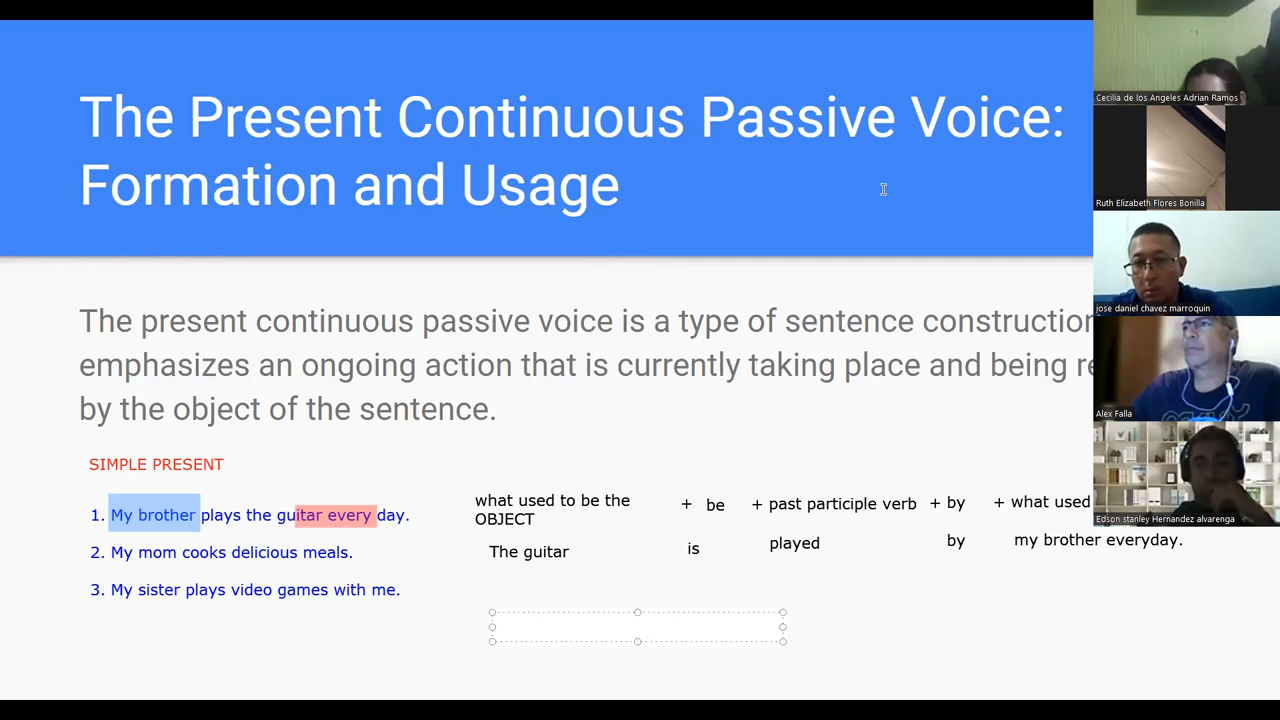 The Present Continuous Passive Voice:
Formation and Usage
The present continuous passive voice is a type of sentence construction
emphasizes an ongoing action that is currently taking place and being
by the object of the sentence.
SIMPLE PRESENT
1. My brother plays the guitar every day.
2. My mom cooks delicious meals.
3. My sister plays video games with me.
what used to be the
OBJECT
+ be
+ past participle verb
+ by
+ what used
The guitar
is
played
by
my brother everyday.
Cecilia de los Angeles Adrian Ramos
Ruth Elizabeth Flores Bonilla
jose daniel chavez marroquin
Alex Falla
Edson stanley Hernandez alvarenga